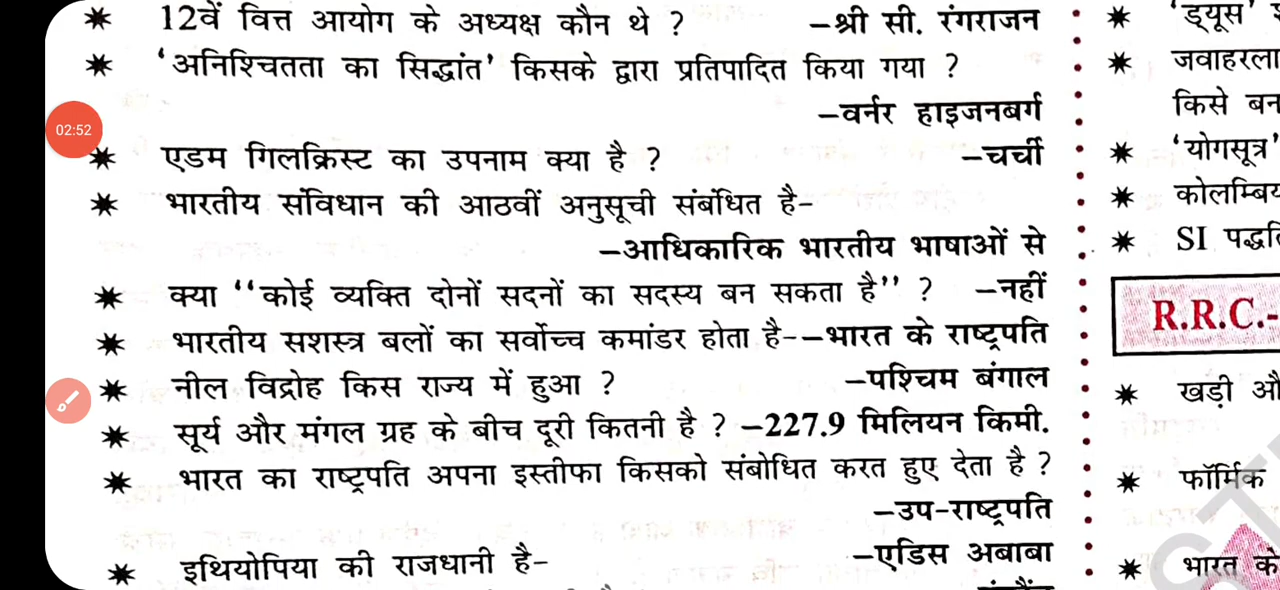 * 12वें वित्त आयोग के अध्यक्ष कौन थे ? –श्री सी. रंगराजन
* ‘अनिश्चितता का सिद्धांत’ किसके द्वारा प्रतिपादित किया गया ?
–वर्नर हाइजनबर्ग
02:52
* एडम गिलक्रिस्ट का उपनाम क्या है ? –चर्ची
* भारतीय संविधान की आठवीं अनुसूची संबंधित है–
–आधिकारिक भारतीय भाषाओं से
* क्या ‘‘कोई व्यक्ति दोनों सदनों का सदस्य बन सकता है’’ ? –नहीं
* भारतीय सशस्त्र बलों का सर्वोच्च कमांडर होता है-–भारत के राष्ट्रपति
* नील विद्रोह किस राज्य में हुआ ? –पश्चिम बंगाल
* सूर्य और मंगल ग्रह के बीच दूरी कितनी है ? –227.9 मिलियन किमी.
* भारत का राष्ट्रपति अपना इस्तीफा किसको संबोधित करत हुए देता है ?
–उप-राष्ट्रपति
* इथियोपिया की राजधानी है– –एडिस अबाबा
* ‘ड्यूस’
* जवाहरला
किसे बन
* ‘योगसूत्र’
* कोलम्बिय
* SI पद्धति
R.R.C.-
* खड़ी औ
* फॉर्मिक
* भारत के